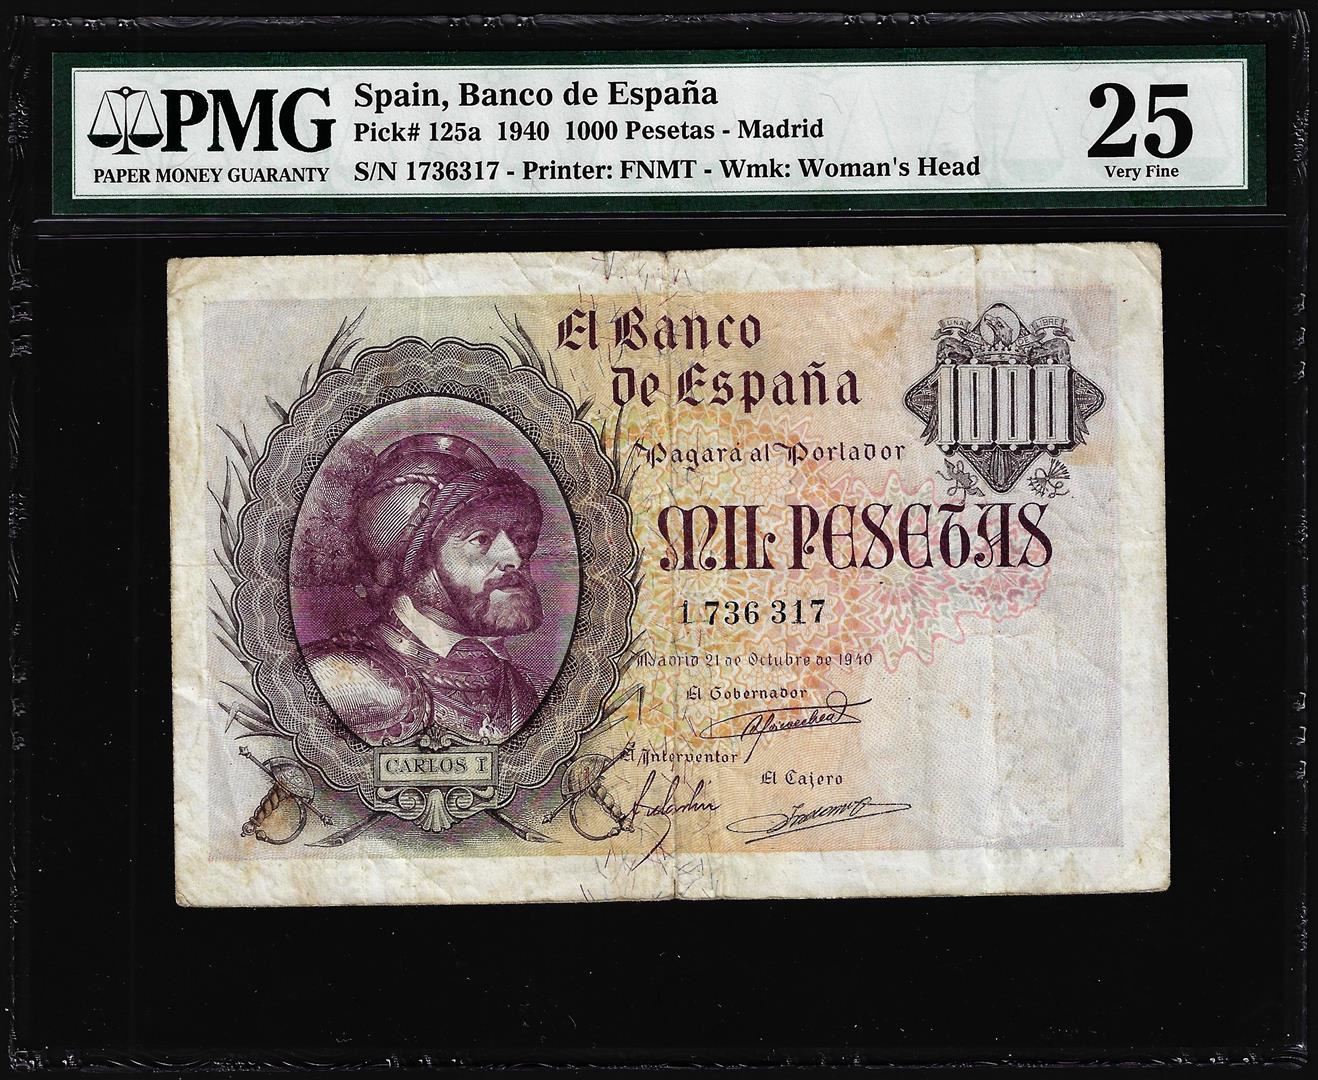 PMG
PAPER MONEY GUARANTY
Spain, Banco de España
Pick# 125a 1940 1000 Pesetas - Madrid
S/N 1736317 - Printer: FNMT - Wmk: Woman's Head
25
Very Fine
El Banco
de España
UNA LIBRE
1000
Pagará al Portador
MIL PESETAS
1 736 317
Madrid 21 de Octubre de 1940
El Gobernador
El Interventor
El Cajero
CARLOS I